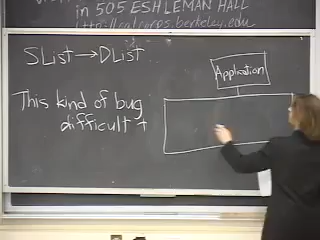 in 505 ESHLEMAN HALL
http://calcorps.berkeley.edu
SList→DList
Application
This kind of bug
difficult t